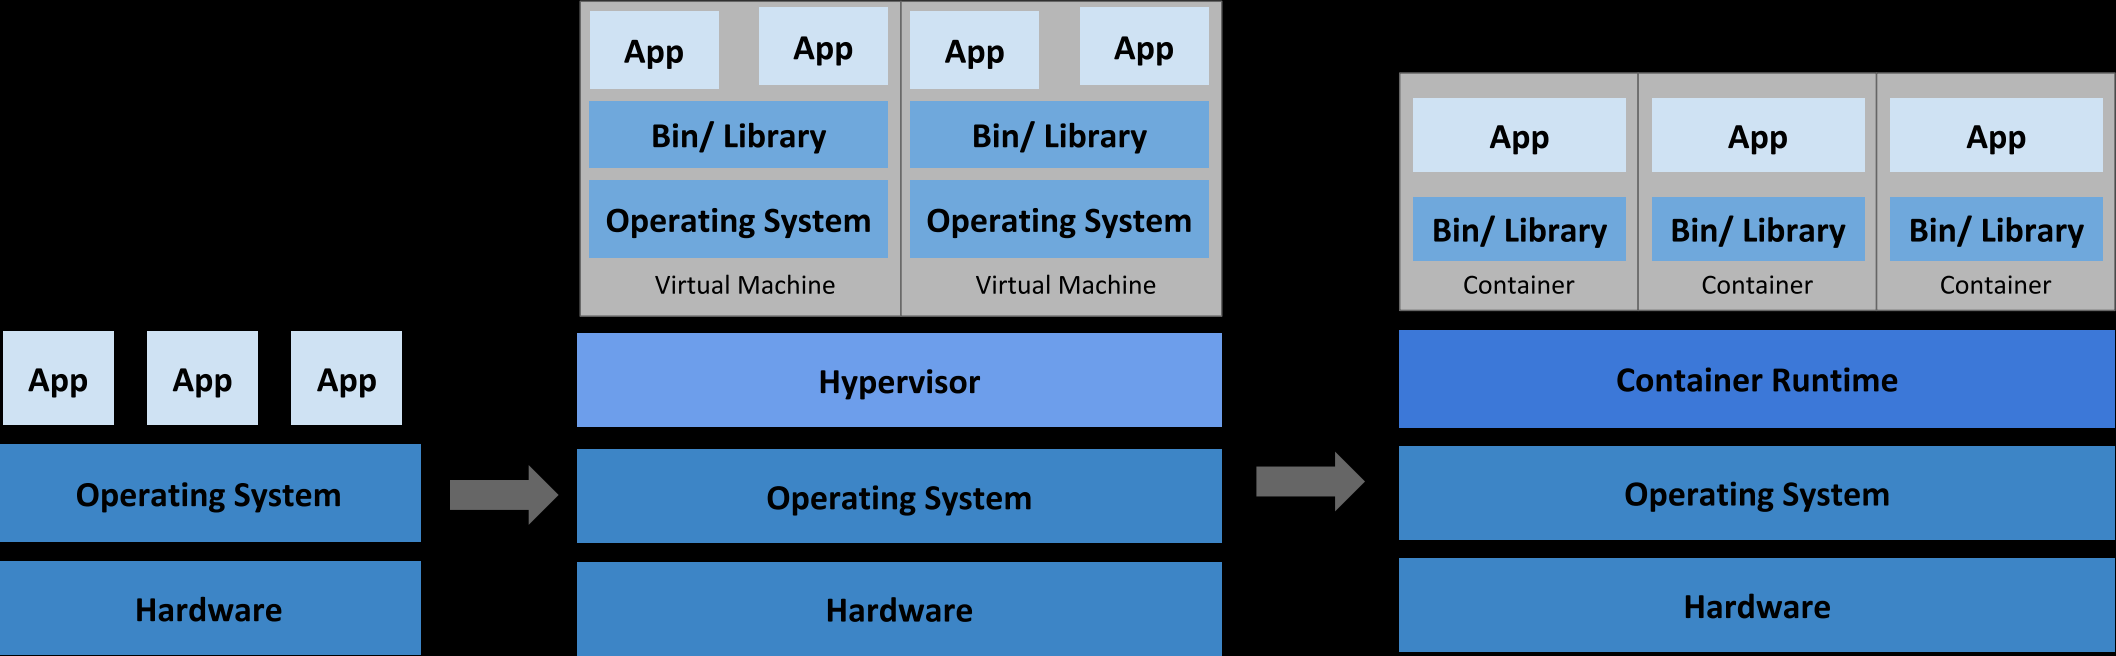 App
App
App
Operating System
Hardware
App
App
App
App
Bin/ Library
Bin/ Library
Operating System
Operating System
Virtual Machine
Virtual Machine
Hypervisor
Operating System
Hardware
App
App
App
Bin/ Library
Bin/ Library
Bin/ Library
Container
Container
Container
Container Runtime
Operating System
Hardware